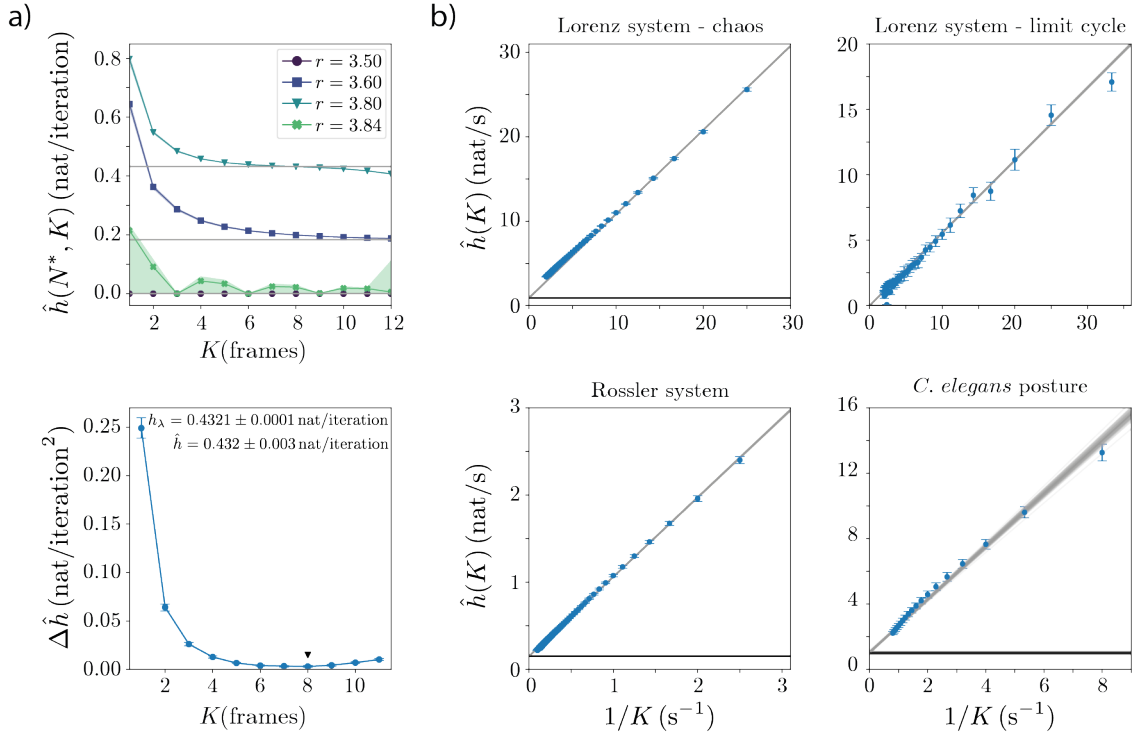 a)
ĥ(N*, K) (nat/iteration)
0.8
0.6
0.4
0.2
0.0
r = 3.50
r = 3.60
r = 3.80
r = 3.84
2 4 6 8 10 12
K(frames)
Δĥ (nat/iteration²)
0.25
0.20
0.15
0.10
0.05
0.00
h_λ = 0.4321 ± 0.0001 nat/iteration
ĥ = 0.432 ± 0.003 nat/iteration
2 4 6 8 10
K(frames)
b)
Lorenz system - chaos
ĥ(K) (nat/s)
30
20
10
0
0 5 10 15 20 25 30
Lorenz system - limit cycle
20
15
10
5
0
0 10 20 30
Rossler system
ĥ(K) (nat/s)
3
2
1
0
0 1 2 3
1/K (s⁻¹)
C. elegans posture
16
12
8
4
0
0 2 4 6 8
1/K (s⁻¹)